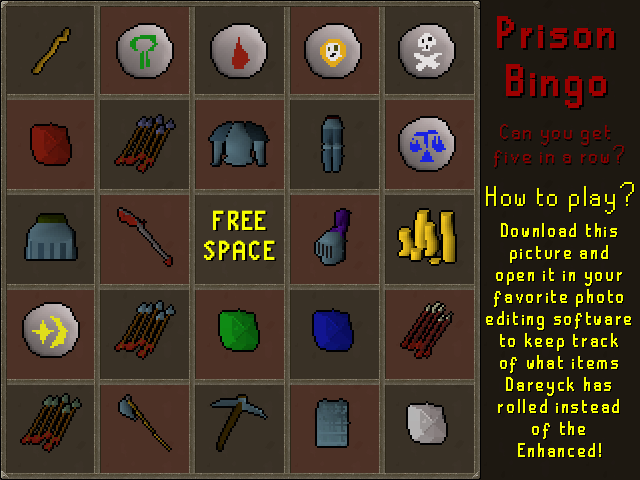 Prison
Bingo
Can you get
five in a row?
How to play?
Download this
picture and
open it in your
favorite photo
editing software
to keep track
of what items
Dareyck has
rolled instead
of the
Enhanced!
FREE
SPACE